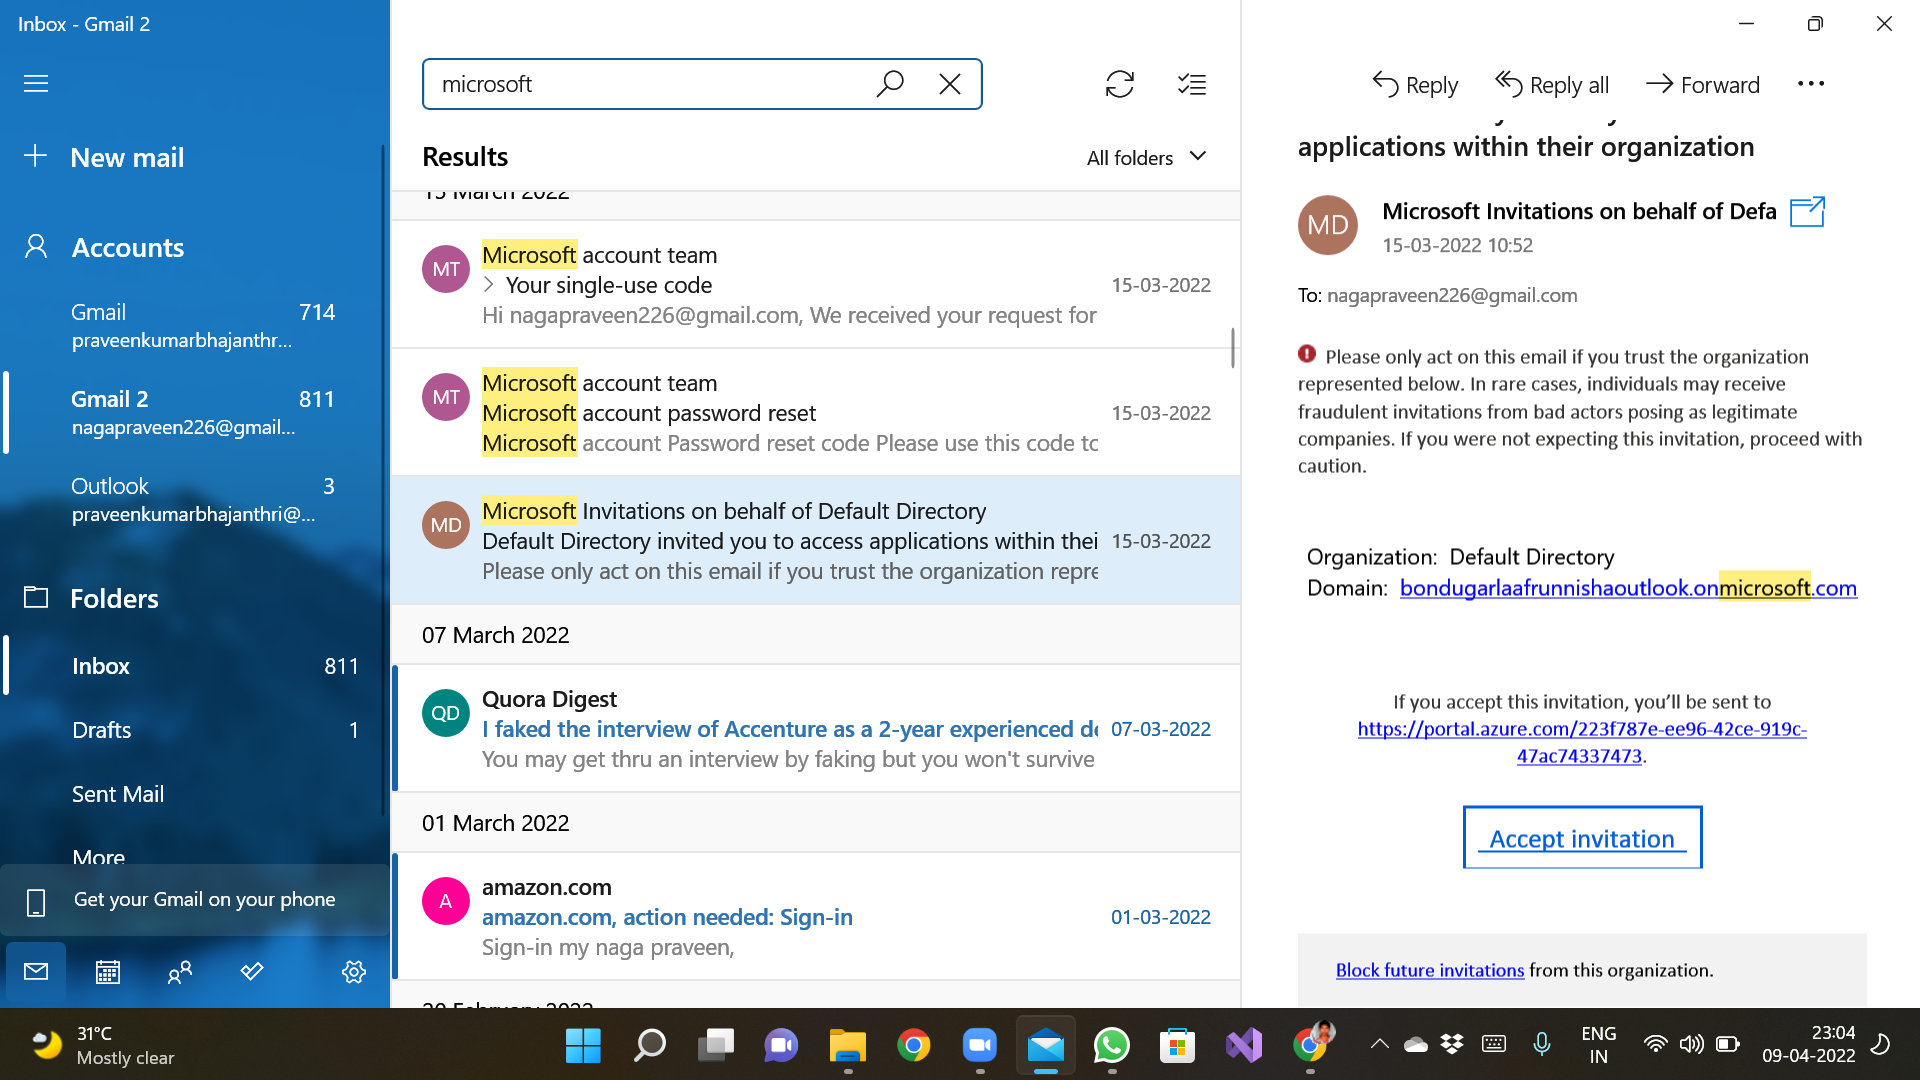 Inbox - Gmail 2
New mail
Accounts
Gmail 714
praveenkumarbhajanthr...
Gmail 2 811
nagapraveen226@gmail...
Outlook 3
praveenkumarbhajanthri@...
Folders
Inbox 811
Drafts 1
Sent Mail
More
Get your Gmail on your phone
microsoft
Results
All folders
15 March 2022
MT
Microsoft account team
Your single-use code
15-03-2022
Hi nagapraveen226@gmail.com, We received your request for
MT
Microsoft account team
Microsoft account password reset
15-03-2022
Microsoft account Password reset code Please use this code to
MD
Microsoft Invitations on behalf of Default Directory
Default Directory invited you to access applications within thei
15-03-2022
Please only act on this email if you trust the organization repre
07 March 2022
QD
Quora Digest
I faked the interview of Accenture as a 2-year experienced de
07-03-2022
You may get thru an interview by faking but you won't survive
01 March 2022
A
amazon.com
amazon.com, action needed: Sign-in
01-03-2022
Sign-in my naga praveen,
Reply
Reply all
Forward
applications within their organization
MD
Microsoft Invitations on behalf of Defa
15-03-2022 10:52
To: nagapraveen226@gmail.com
Please only act on this email if you trust the organization
represented below. In rare cases, individuals may receive
fraudulent invitations from bad actors posing as legitimate
companies. If you were not expecting this invitation, proceed with
caution.
Organization: Default Directory
Domain: bondugarlaafrunnishaoutlook.onmicrosoft.com
If you accept this invitation, you’ll be sent to
https://portal.azure.com/223f787e-ee96-42ce-919c-
47ac74337473.
Accept invitation
Block future invitations from this organization.
31°C
Mostly clear
ENG
IN
23:04
09-04-2022